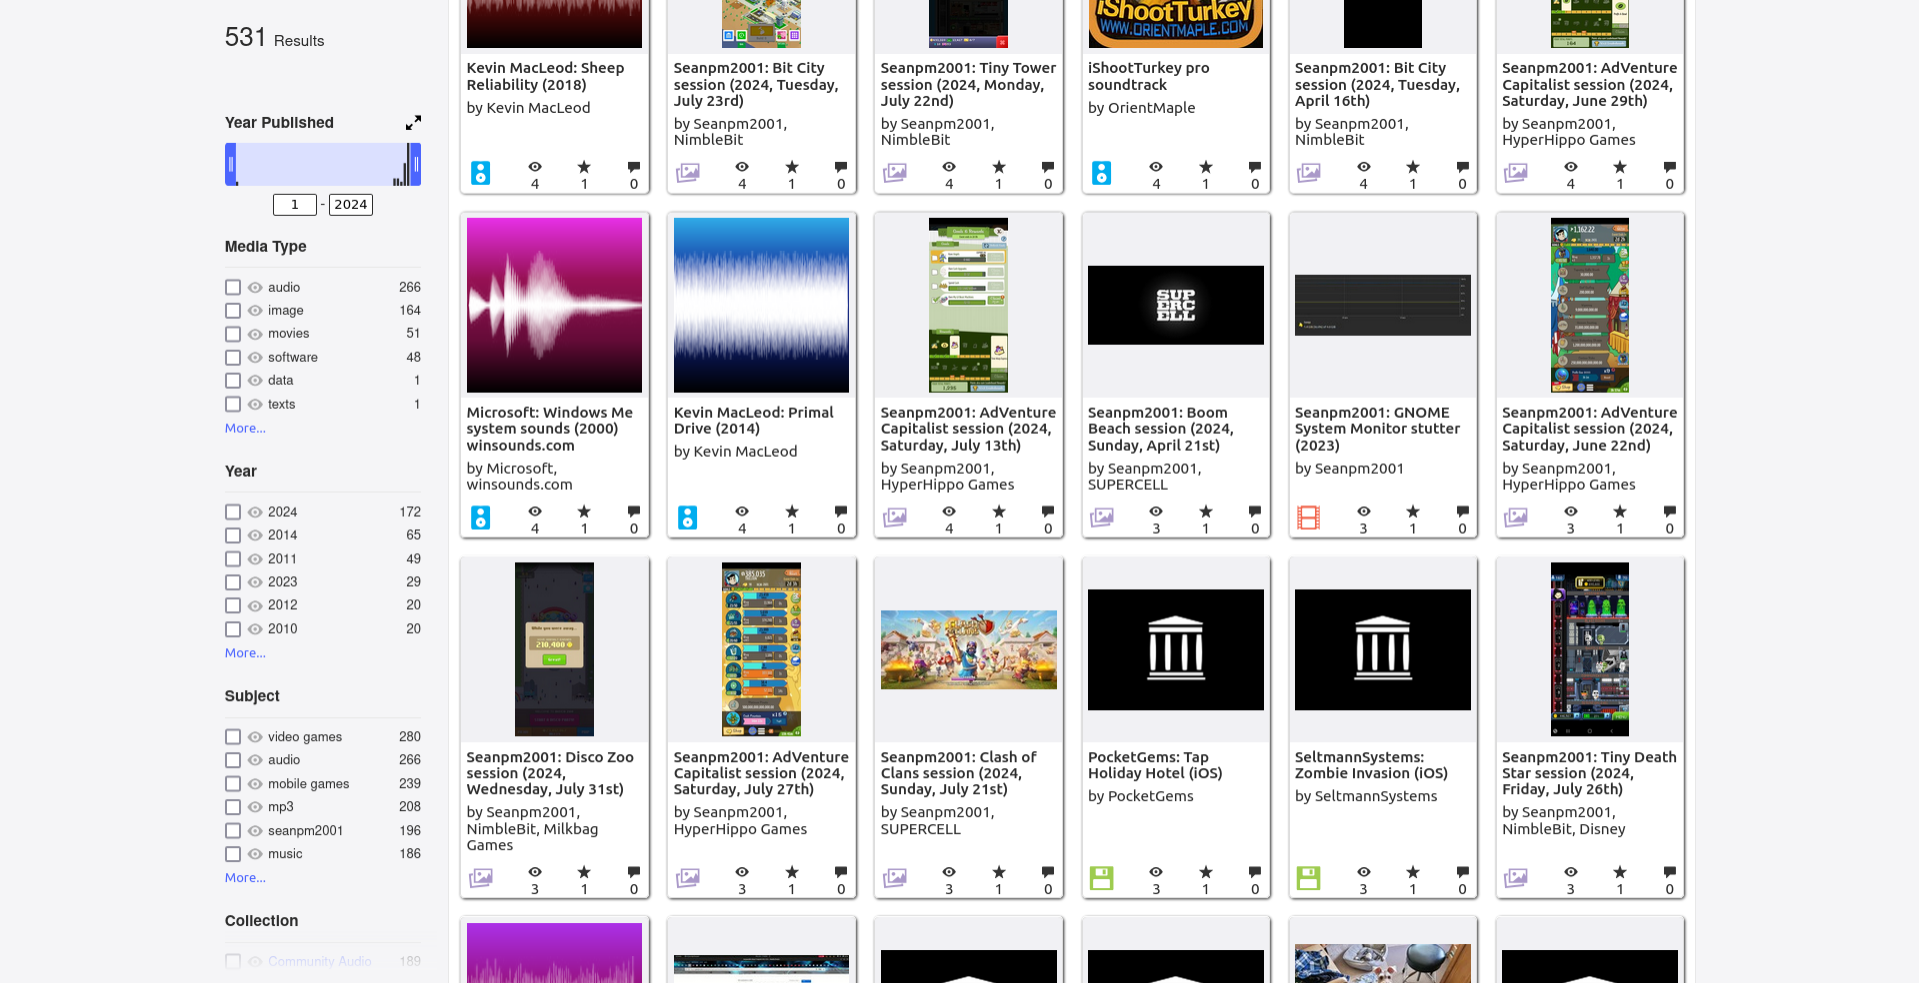 531 Results
Year Published
1 - 2024
Media Type
audio 266
image 164
movies 51
software 48
data 1
texts 1
More...
Year
2024 172
2014 65
2011 49
2023 29
2012 20
2010 20
More...
Subject
video games 280
audio 266
mobile games 239
mp3 208
seanpm2001 196
music 186
More...
Collection
Community Audio 189
iShootTurkey
WWW.ORIENTMAPLE.COM
Kevin MacLeod: Sheep
Reliability (2018)
by Kevin MacLeod
4 1 0
Seanpm2001: Bit City
session (2024, Tuesday,
July 23rd)
by Seanpm2001,
NimbleBit
4 1 0
Seanpm2001: Tiny Tower
session (2024, Monday,
July 22nd)
by Seanpm2001,
NimbleBit
4 1 0
iShootTurkey pro
soundtrack
by OrientMaple
4 1 0
Seanpm2001: Bit City
session (2024, Tuesday,
April 16th)
by Seanpm2001,
NimbleBit
4 1 0
Seanpm2001: AdVenture
Capitalist session (2024,
Saturday, June 29th)
by Seanpm2001,
HyperHippo Games
4 1 0
Microsoft: Windows Me
system sounds (2000)
winsounds.com
by Microsoft,
winsounds.com
4 1 0
Kevin MacLeod: Primal
Drive (2014)
by Kevin MacLeod
4 1 0
Seanpm2001: AdVenture
Capitalist session (2024,
Saturday, July 13th)
by Seanpm2001,
HyperHippo Games
4 1 0
SUP
ERC
ELL
Seanpm2001: Boom
Beach session (2024,
Sunday, April 21st)
by Seanpm2001,
SUPERCELL
3 1 0
Seanpm2001: GNOME
System Monitor stutter
(2023)
by Seanpm2001
3 1 0
1,162.22
Seanpm2001: AdVenture
Capitalist session (2024,
Saturday, June 22nd)
by Seanpm2001,
HyperHippo Games
3 1 0
While you were away...
210,400
Seanpm2001: Disco Zoo
session (2024,
Wednesday, July 31st)
by Seanpm2001,
NimbleBit, Milkbag
Games
3 1 0
Seanpm2001: AdVenture
Capitalist session (2024,
Saturday, July 27th)
by Seanpm2001,
HyperHippo Games
3 1 0
Seanpm2001: Clash of
Clans session (2024,
Sunday, July 21st)
by Seanpm2001,
SUPERCELL
3 1 0
PocketGems: Tap
Holiday Hotel (iOS)
by PocketGems
3 1 0
SeltmannSystems:
Zombie Invasion (iOS)
by SeltmannSystems
3 1 0
Seanpm2001: Tiny Death
Star session (2024,
Friday, July 26th)
by Seanpm2001,
NimbleBit, Disney
3 1 0